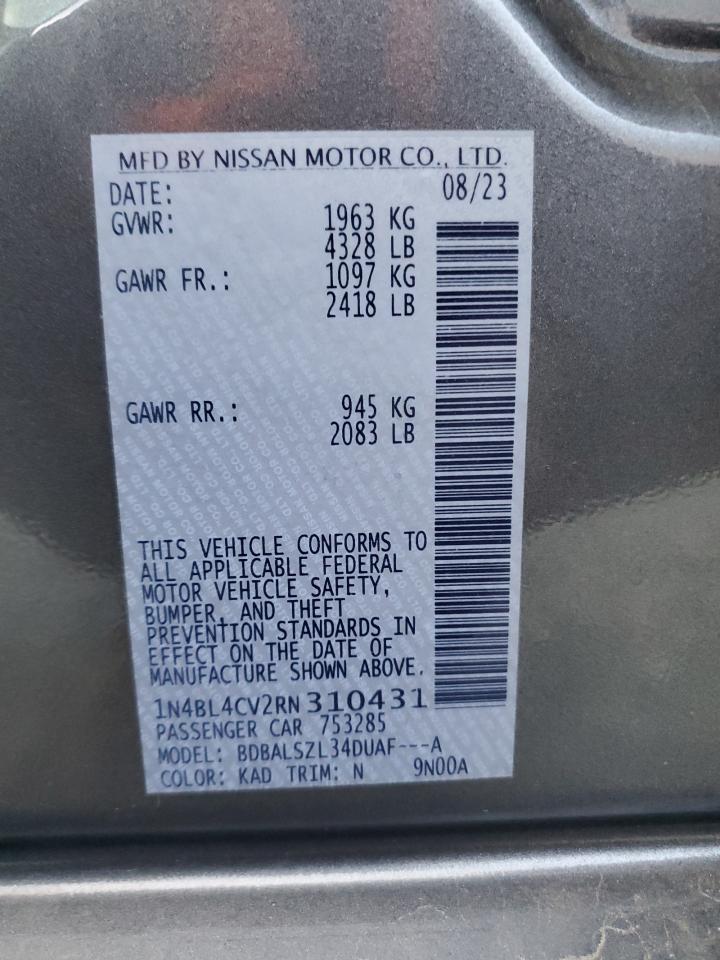 MFD BY NISSAN MOTOR CO., LTD.
DATE: 08/23
GVWR: 1963 KG
4328 LB
GAWR FR.: 1097 KG
2418 LB
GAWR RR.: 945 KG
2083 LB
THIS VEHICLE CONFORMS TO
ALL APPLICABLE FEDERAL
MOTOR VEHICLE SAFETY,
BUMPER, AND THEFT
PREVENTION STANDARDS IN
EFFECT ON THE DATE OF
MANUFACTURE SHOWN ABOVE.
1N4BL4CV2RN310431
PASSENGER CAR 753285
MODEL: BDBALSZL34DUAF---A
COLOR: KAD TRIM: N 9N00A